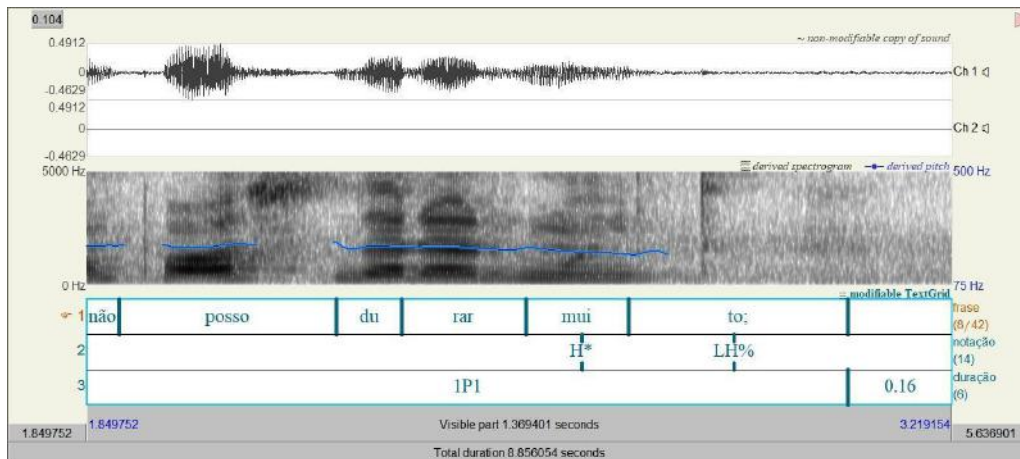 0.104
0.4912
~ non-modifiable copy of sound
0
Ch 1
-0.4629
0.4912
0
Ch 2
-0.4629
derived spectrogram derived pitch
5000 Hz
500 Hz
0 Hz
75 Hz
modifiable TextGrid
1 não posso du rar mui to; frase (8/42)
2 H* LH% notação (14)
3 1P1 0.16 duração (6)
1.849752 Visible part 1.369401 seconds 3.219154
1.849752 5.636901
Total duration 8.856054 seconds